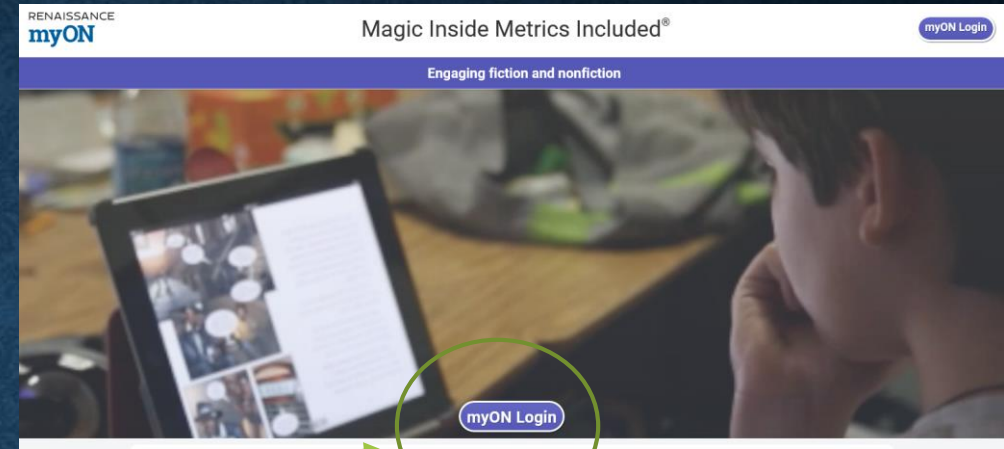 RENAISSANCE
myON
Magic Inside Metrics Included®
myON Login
Engaging fiction and nonfiction
myON Login